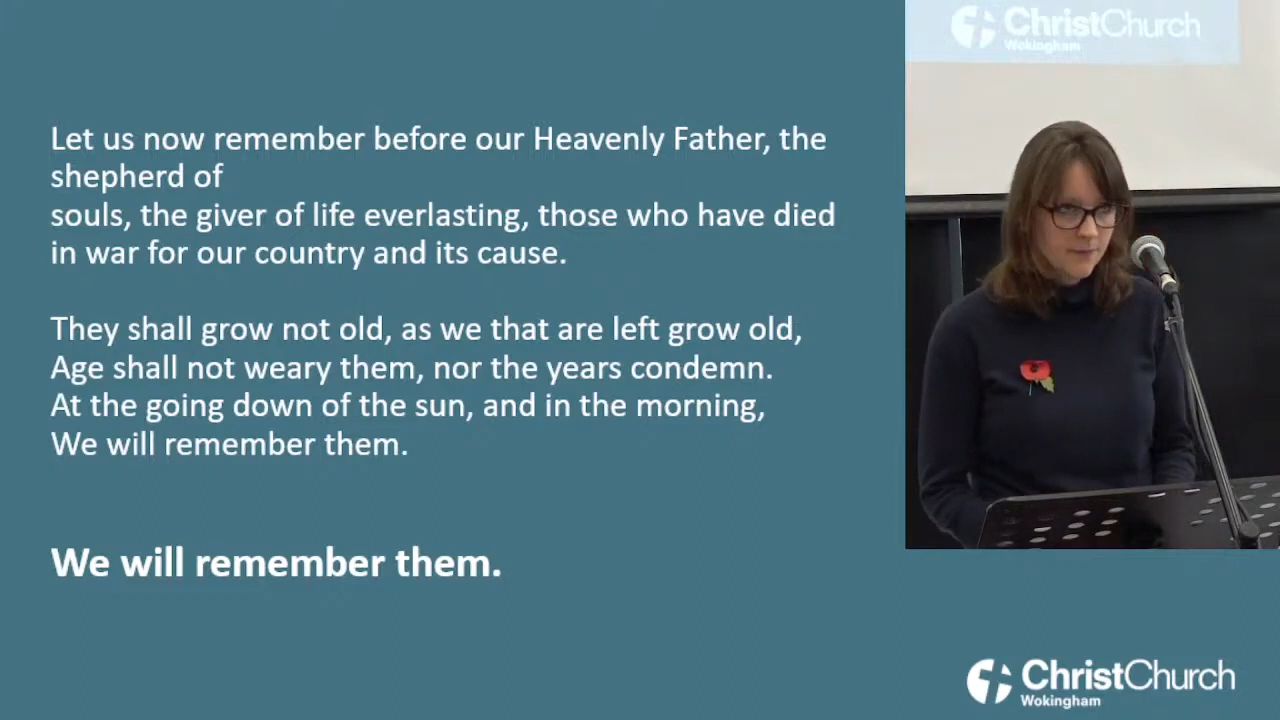 Let us now remember before our Heavenly Father, the
shepherd of
souls, the giver of life everlasting, those who have died
in war for our country and its cause.
They shall grow not old, as we that are left grow old,
Age shall not weary them, nor the years condemn.
At the going down of the sun, and in the morning,
We will remember them.
We will remember them.
ChristChurch
Wokingham
ChristChurch
Wokingham